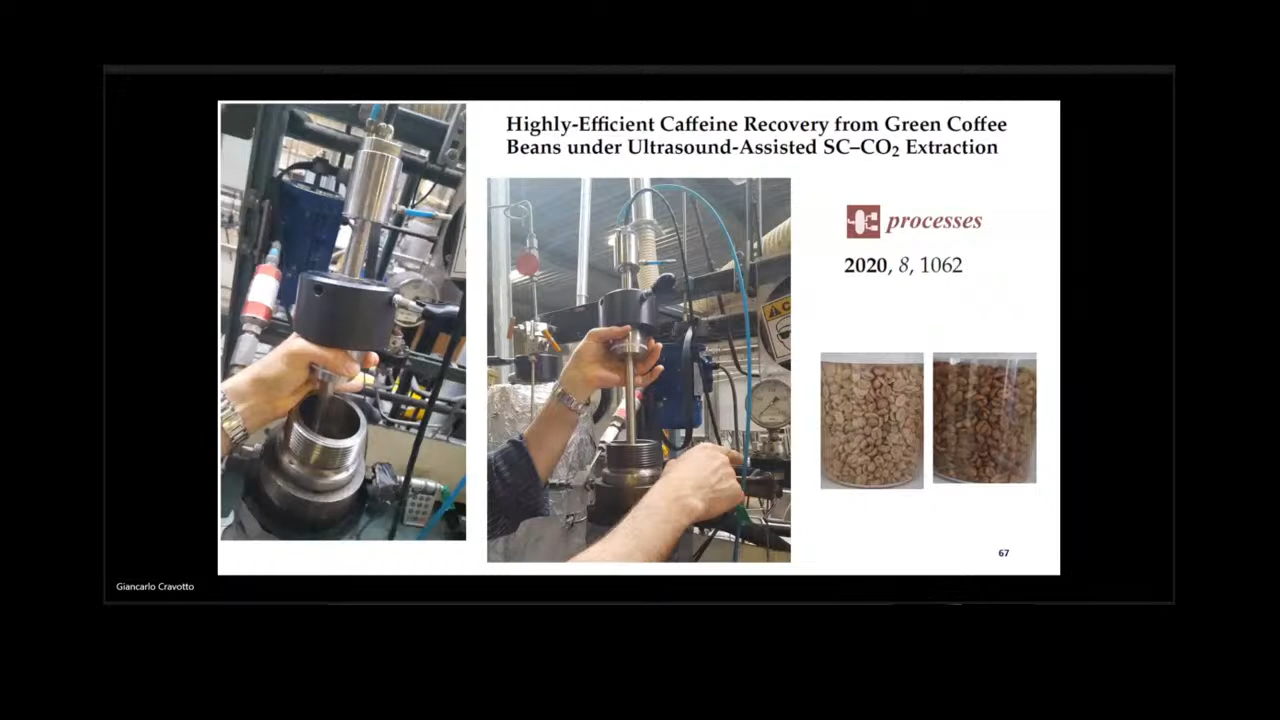 Highly-Efficient Caffeine Recovery from Green Coffee
Beans under Ultrasound-Assisted SC–CO₂ Extraction
processes
2020, 8, 1062
67
Giancarlo Cravotto